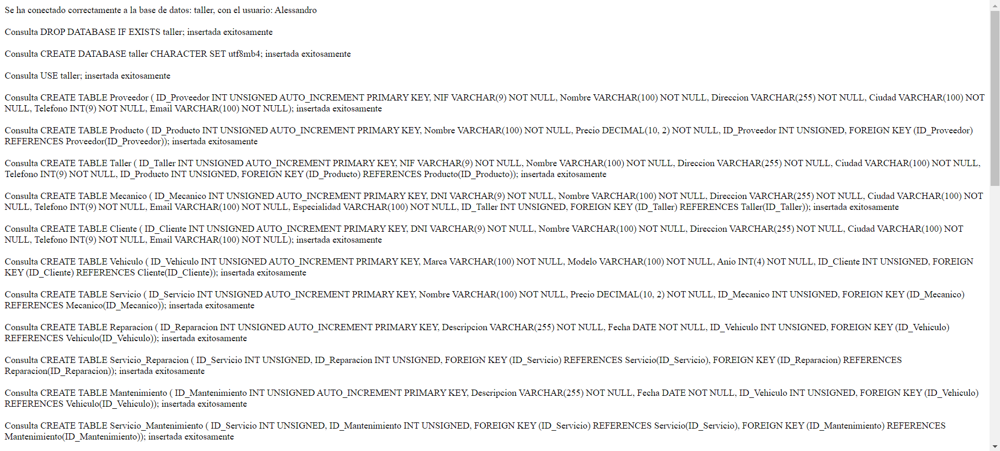 Se ha conectado correctamente a la base de datos: taller, con el usuario: Alessandro
Consulta DROP DATABASE IF EXISTS taller; insertada exitosamente
Consulta CREATE DATABASE taller CHARACTER SET utf8mb4; insertada exitosamente
Consulta USE taller; insertada exitosamente
Consulta CREATE TABLE Proveedor ( ID_Proveedor INT UNSIGNED AUTO_INCREMENT PRIMARY KEY, NIF VARCHAR(9) NOT NULL, Nombre VARCHAR(100) NOT NULL, Direccion VARCHAR(255) NOT NULL, Ciudad VARCHAR(100) NOT
NULL, Telefono INT(9) NOT NULL, Email VARCHAR(100) NOT NULL); insertada exitosamente
Consulta CREATE TABLE Producto ( ID_Producto INT UNSIGNED AUTO_INCREMENT PRIMARY KEY, Nombre VARCHAR(100) NOT NULL, Precio DECIMAL(10, 2) NOT NULL, ID_Proveedor INT UNSIGNED, FOREIGN KEY (ID_Proveedor)
REFERENCES Proveedor(ID_Proveedor)); insertada exitosamente
Consulta CREATE TABLE Taller ( ID_Taller INT UNSIGNED AUTO_INCREMENT PRIMARY KEY, NIF VARCHAR(9) NOT NULL, Nombre VARCHAR(100) NOT NULL, Direccion VARCHAR(255) NOT NULL, Ciudad VARCHAR(100) NOT NULL,
Telefono INT(9) NOT NULL, ID_Producto INT UNSIGNED, FOREIGN KEY (ID_Producto) REFERENCES Producto(ID_Producto)); insertada exitosamente
Consulta CREATE TABLE Mecanico ( ID_Mecanico INT UNSIGNED AUTO_INCREMENT PRIMARY KEY, DNI VARCHAR(9) NOT NULL, Nombre VARCHAR(100) NOT NULL, Direccion VARCHAR(255) NOT NULL, Ciudad VARCHAR(100) NOT
NULL, Telefono INT(9) NOT NULL, Email VARCHAR(100) NOT NULL, Especialidad VARCHAR(100) NOT NULL, ID_Taller INT UNSIGNED, FOREIGN KEY (ID_Taller) REFERENCES Taller(ID_Taller)); insertada exitosamente
Consulta CREATE TABLE Cliente ( ID_Cliente INT UNSIGNED AUTO_INCREMENT PRIMARY KEY, DNI VARCHAR(9) NOT NULL, Nombre VARCHAR(100) NOT NULL, Direccion VARCHAR(255) NOT NULL, Ciudad VARCHAR(100) NOT
NULL, Telefono INT(9) NOT NULL, Email VARCHAR(100) NOT NULL); insertada exitosamente
Consulta CREATE TABLE Vehiculo ( ID_Vehiculo INT UNSIGNED AUTO_INCREMENT PRIMARY KEY, Marca VARCHAR(100) NOT NULL, Modelo VARCHAR(100) NOT NULL, Anio INT(4) NOT NULL, ID_Cliente INT UNSIGNED, FOREIGN
KEY (ID_Cliente) REFERENCES Cliente(ID_Cliente)); insertada exitosamente
Consulta CREATE TABLE Servicio ( ID_Servicio INT UNSIGNED AUTO_INCREMENT PRIMARY KEY, Nombre VARCHAR(100) NOT NULL, Precio DECIMAL(10, 2) NOT NULL, ID_Mecanico INT UNSIGNED, FOREIGN KEY (ID_Mecanico)
REFERENCES Mecanico(ID_Mecanico)); insertada exitosamente
Consulta CREATE TABLE Reparacion ( ID_Reparacion INT UNSIGNED AUTO_INCREMENT PRIMARY KEY, Descripcion VARCHAR(255) NOT NULL, Fecha DATE NOT NULL, ID_Vehiculo INT UNSIGNED, FOREIGN KEY (ID_Vehiculo)
REFERENCES Vehiculo(ID_Vehiculo)); insertada exitosamente
Consulta CREATE TABLE Servicio_Reparacion ( ID_Servicio INT UNSIGNED, ID_Reparacion INT UNSIGNED, FOREIGN KEY (ID_Servicio) REFERENCES Servicio(ID_Servicio), FOREIGN KEY (ID_Reparacion) REFERENCES
Reparacion(ID_Reparacion)); insertada exitosamente
Consulta CREATE TABLE Mantenimiento ( ID_Mantenimiento INT UNSIGNED AUTO_INCREMENT PRIMARY KEY, Descripcion VARCHAR(255) NOT NULL, Fecha DATE NOT NULL, ID_Vehiculo INT UNSIGNED, FOREIGN KEY (ID_Vehiculo)
REFERENCES Vehiculo(ID_Vehiculo)); insertada exitosamente
Consulta CREATE TABLE Servicio_Mantenimiento ( ID_Servicio INT UNSIGNED, ID_Mantenimiento INT UNSIGNED, FOREIGN KEY (ID_Servicio) REFERENCES Servicio(ID_Servicio), FOREIGN KEY (ID_Mantenimiento) REFERENCES
Mantenimiento(ID_Mantenimiento)); insertada exitosamente